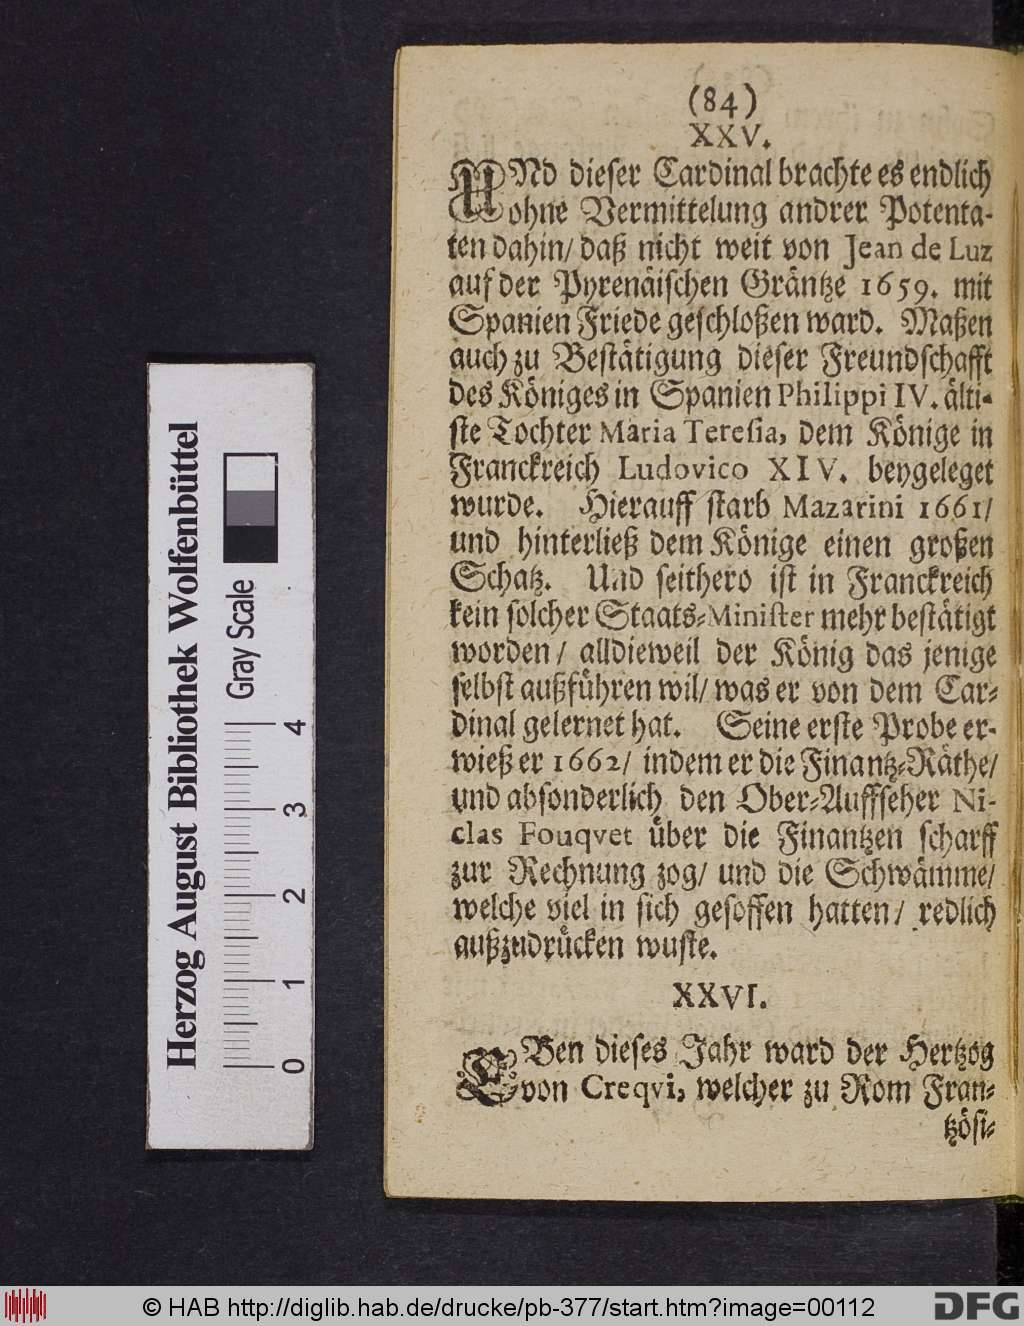 (84)
XXV.
UNd dieser Cardinal brachte es endlich
ohne Vermittelung andrer Potenta-
ten dahin/ daß nicht weit von Jean de Luz
auf der Pyrenäischen Gräntze 1659. mit
Spanien Friede geschloßen ward. Maßen
auch zu Bestätigung dieser Freundschafft
des Königes in Spanien Philippi IV. älti-
ste Tochter Maria Teresia, dem Könige in
Franckreich Ludovico XIV. beygeleget
wurde. Hierauff starb Mazarini 1661/
und hinterließ dem Könige einen großen
Schatz. Und seithero ist in Franckreich
kein solcher Staats-Minister mehr bestätigt
worden/ alldieweil der König das jenige
selbst außführen wil/ was er von dem Car-
dinal gelernet hat. Seine erste Probe er-
wieß er 1662/ indem er die Finantz-Räthe/
und absonderlich den Ober-Auffseher Ni-
clas Fouqvet über die Finantzen scharff
zur Rechnung zog/ und die Schwämme/
welche viel in sich gesoffen hatten/ redlich
außzudrücken wuste.
XXVI.
EBen dieses Jahr ward der Hertzog
von Creqvi, welcher zu Rom Fran-
tzösi-
Herzog August Bibliothek Wolfenbüttel
Gray Scale
0 1 2 3 4
© HAB http://diglib.hab.de/drucke/pb-377/start.htm?image=00112
DFG